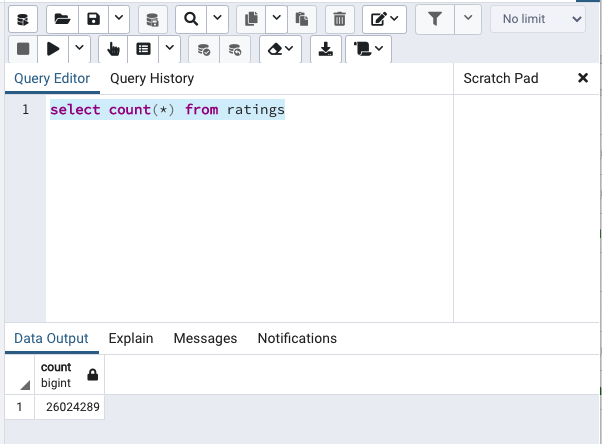 No limit
Query Editor Query History Scratch Pad
1 select count(*) from ratings
Data Output Explain Messages Notifications
count
bigint
1 26024289